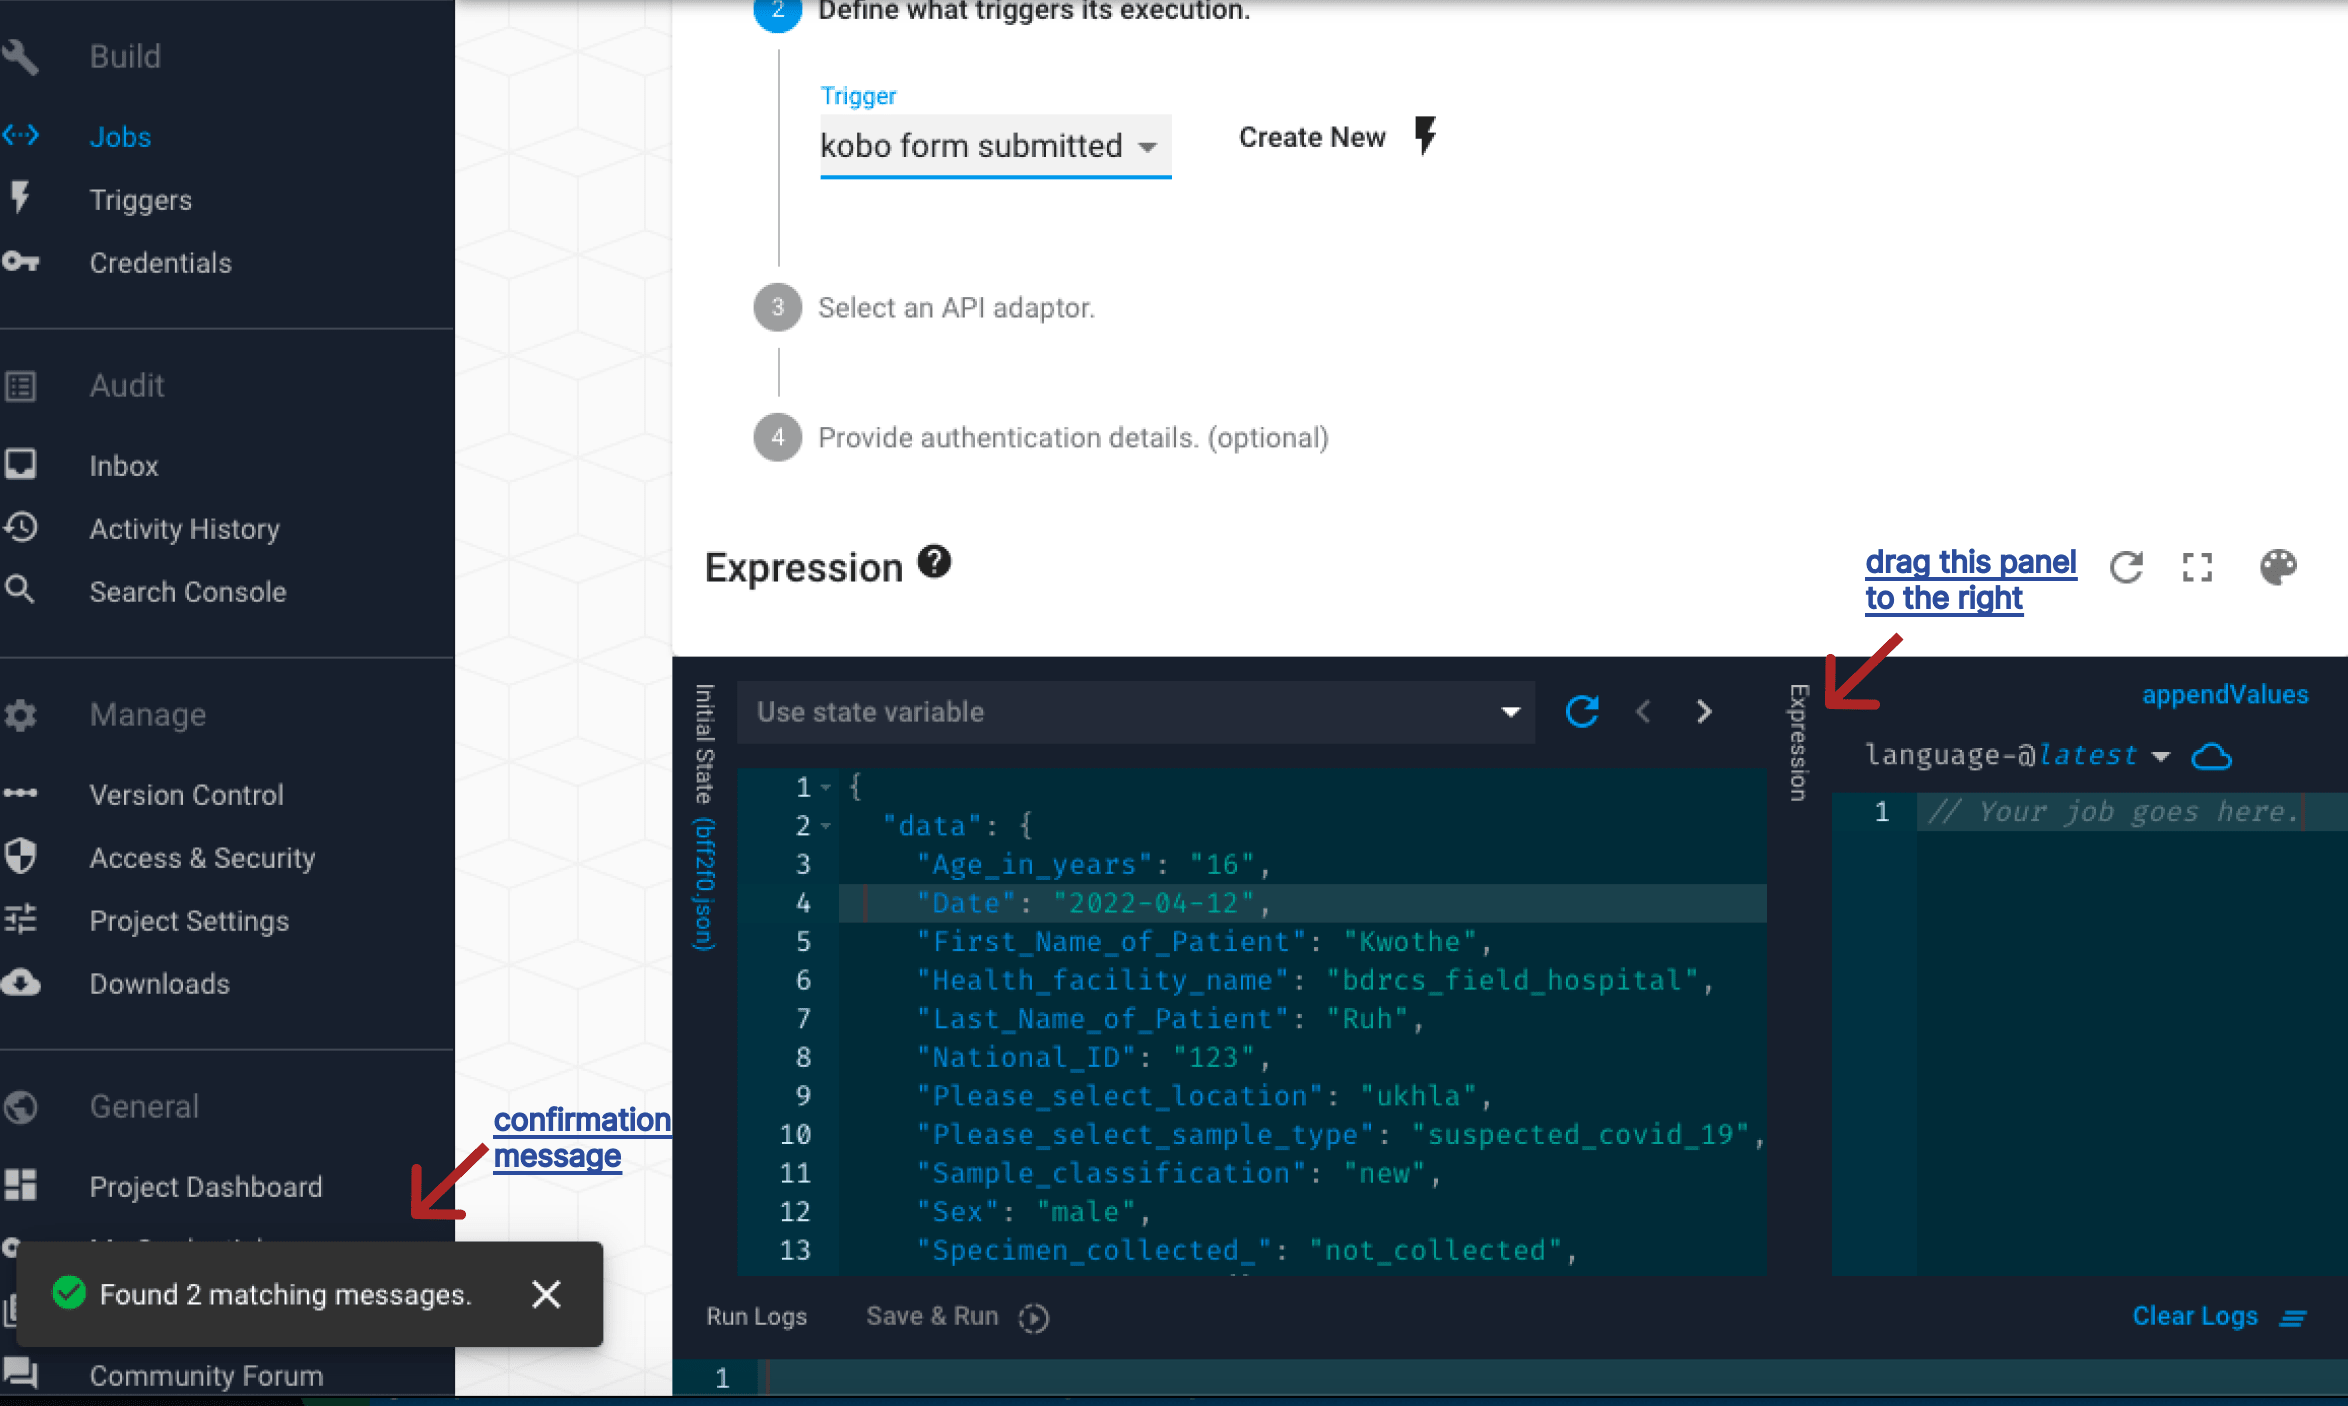 Build
Jobs
Triggers
Credentials
Audit
Inbox
Activity History
Search Console
Manage
Version Control
Access & Security
Project Settings
Downloads
General
Project Dashboard
Found 2 matching messages.
Community Forum
confirmation
message
2 Define what triggers its execution.
Trigger
kobo form submitted
Create New
3 Select an API adaptor.
4 Provide authentication details. (optional)
Expression
drag this panel
to the right
Initial State (bff2f0.json)
Use state variable
1 {
2 "data": {
3 "Age_in_years": "16",
4 "Date": "2022-04-12",
5 "First_Name_of_Patient": "Kwothe",
6 "Health_facility_name": "bdrcs_field_hospital",
7 "Last_Name_of_Patient": "Ruh",
8 "National_ID": "123",
9 "Please_select_location": "ukhla",
10 "Please_select_sample_type": "suspected_covid_19",
11 "Sample_classification": "new",
12 "Sex": "male",
13 "Specimen_collected_": "not_collected",
Expression
appendValues
language-@latest
1 // Your job goes here.
Run Logs
Save & Run
Clear Logs
1